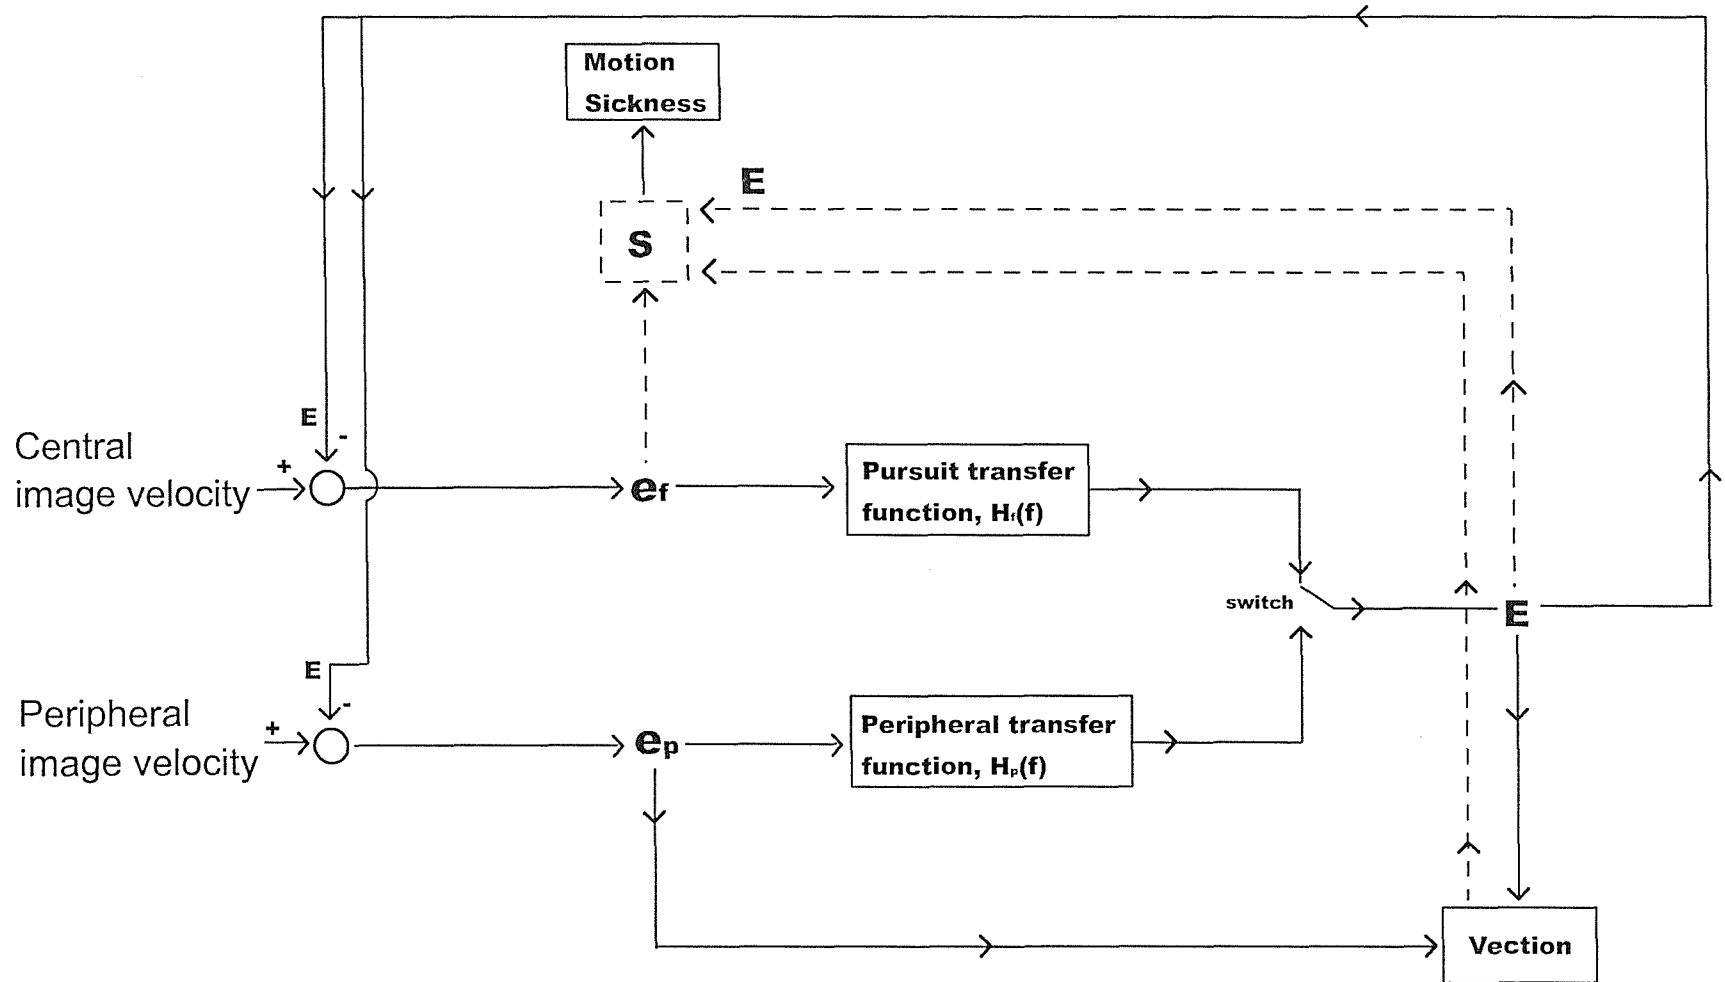 Motion
Sickness
E
S
E
-
Central
image velocity
+
ef
Pursuit transfer
function, Hf(f)
switch
E
E
-
Peripheral
image velocity
+
ep
Peripheral transfer
function, Hp(f)
Vection